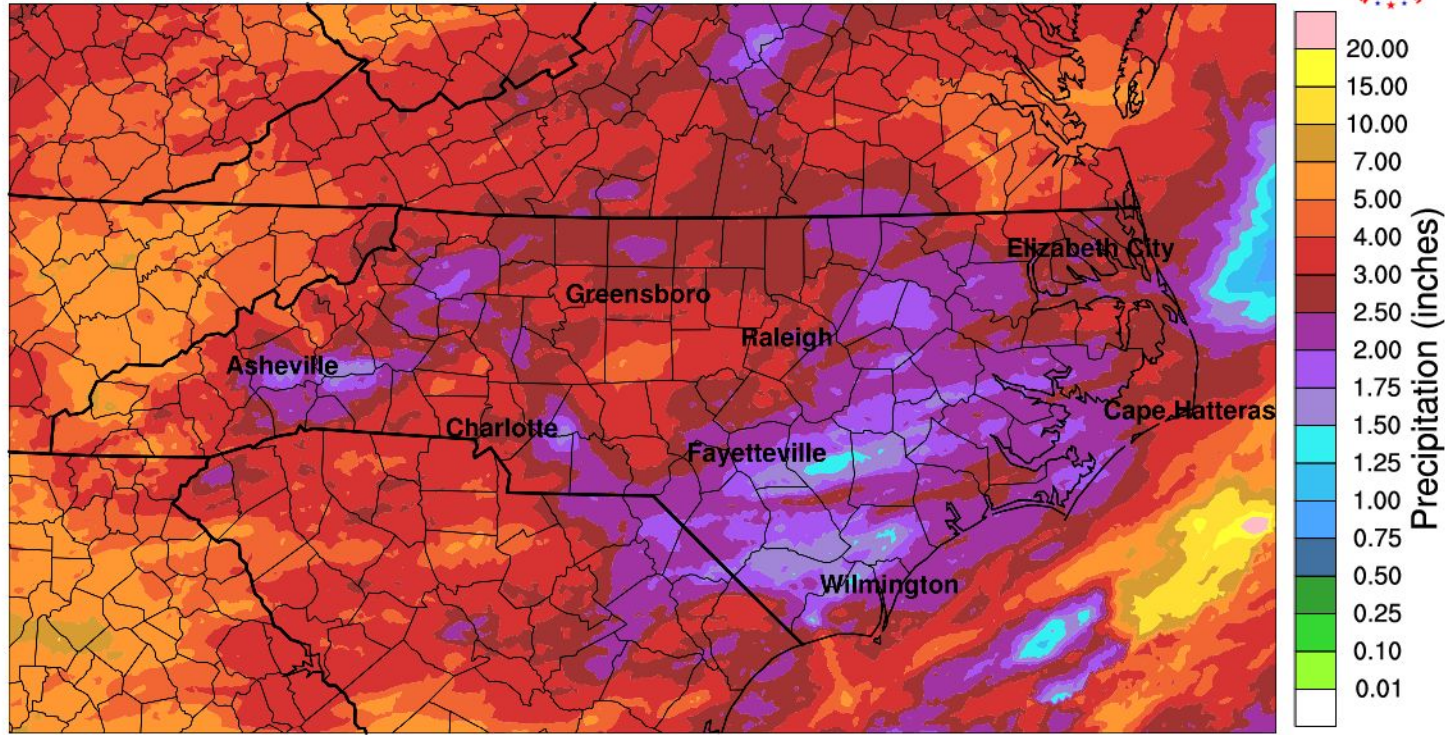 Elizabeth City
Greensboro
Raleigh
Asheville
Cape Hatteras
Charlotte
Fayetteville
Wilmington
20.00
15.00
10.00
7.00
5.00
4.00
3.00
2.50
2.00
1.75
1.50
1.25
1.00
0.75
0.50
0.25
0.10
0.01
Precipitation (inches)